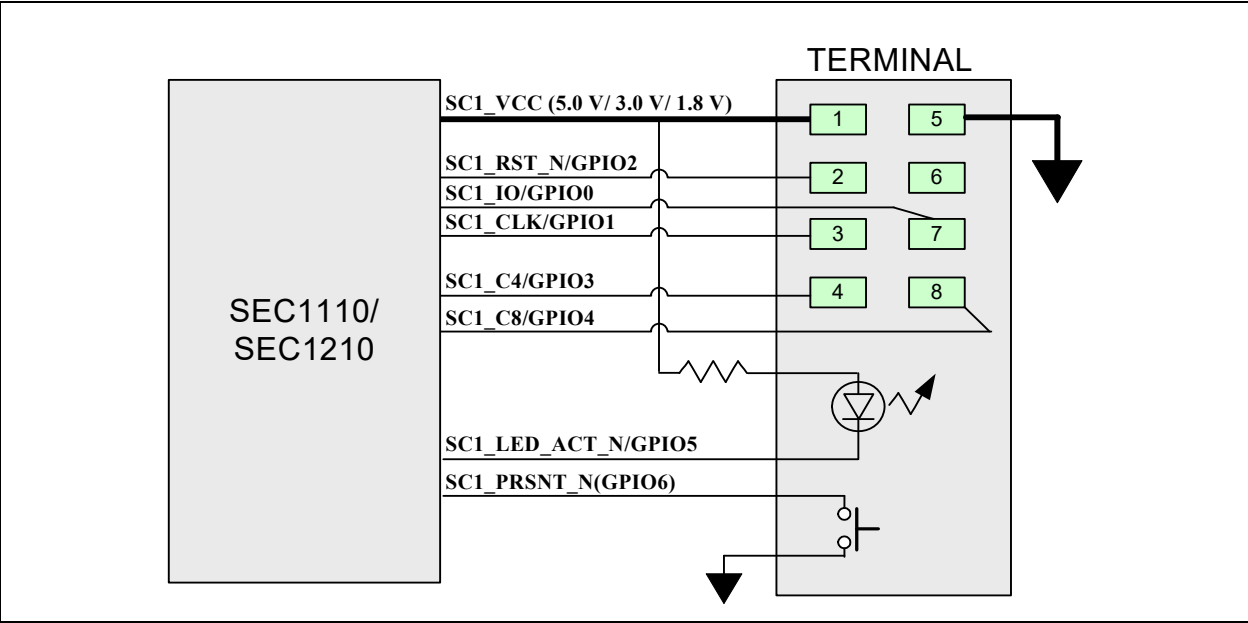 TERMINAL
SC1_VCC (5.0 V/ 3.0 V/ 1.8 V)
1
5
SC1_RST_N/GPIO2
2
6
SC1_IO/GPIO0
SC1_CLK/GPIO1
3
7
SC1_C4/GPIO3
4
8
SC1_C8/GPIO4
SEC1110/
SEC1210
SC1_LED_ACT_N/GPIO5
SC1_PRSNT_N(GPIO6)